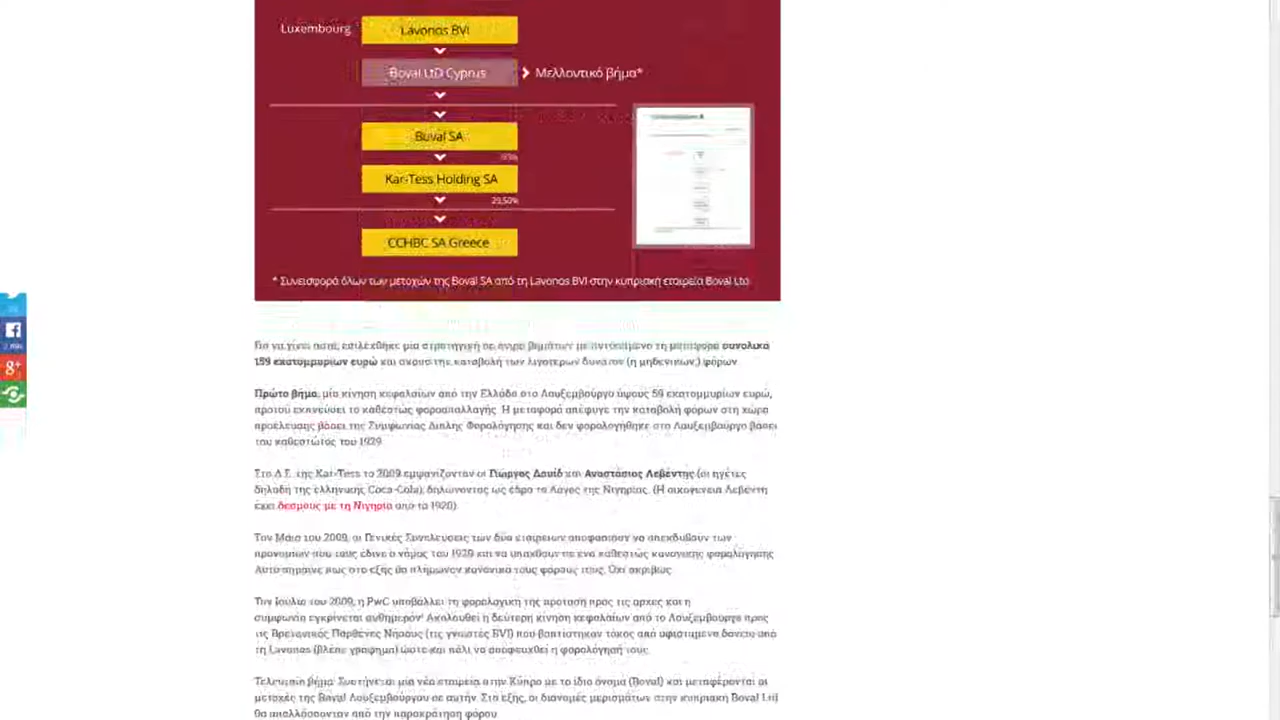 Luxembourg
Lavonos BVI
Boval LtD Cyprus
Μελλοντικό βήμα*
Boval SA
Kar-Tess Holding SA
29,50%
CCHBC SA Greece
* Συνεισφορά όλων των μετοχών της Boval SA από τη Lavonos BVI στην κυπριακή εταιρεία Boval Ltd
Για να γίνει αυτό, επιλέχθηκε μία στρατηγική σε σειρά βημάτων με αντικείμενο τη μεταφορά συνολικά
159 εκατομμυρίων ευρώ και σκοπό της καταβολή των λιγότερων δυνατόν (ή μηδενικών;) φόρων.
Πρώτο βήμα, μία κίνηση κεφαλαίων από την Ελλάδα στο Λουξεμβούργο ύψους 59 εκατομμυρίων ευρώ,
προτού εκπνεύσει το καθεστώς φοροαπαλλαγής. Η μεταφορά απέφυγε την καταβολή φόρων στη χώρα
προέλευσης βάσει της Συμφωνίας Διπλής Φορολόγησης και δεν φορολογήθηκε στο Λουξεμβούργο βάσει
του καθεστώτος του 1929.
Στο Δ.Σ. της Kar-Tess το 2009 εμφανίζονταν οι Γιώργος Δαυίδ και Αναστάσιος Λεβέντης (οι ηγέτες
δηλαδή της ελληνικής Coca-Cola), δηλώνοντας ως έδρα το Λάγος της Νιγηρίας. (Η οικογένεια Λεβέντη
έχει δεσμούς με τη Νιγηρία από το 1920).
Τον Μάιο του 2009, οι Γενικές Συνελεύσεις των δύο εταιρειών αποφάσισαν να απεκδυθούν των
προνομίων που τους έδινε ο νόμος του 1929 και να υπαχθούν σε ένα καθεστώς κανονικής φορολόγησης.
Αυτό σήμαινε πως στο εξής θα πλήρωναν κανονικά τους φόρους τους. Όχι ακριβώς.
Τον Ιούλιο του 2009, η PwC υποβάλλει τη φορολογική της πρόταση προς τις αρχές και η
συμφωνία εγκρίνεται αυθημερόν! Ακολουθεί η δεύτερη κίνηση κεφαλαίων από το Λουξεμβούργο προς
τις Βρετανικές Παρθένες Νήσους (τις γνωστές BVI) που βαπτίστηκαν τόκος από υφιστάμενο δάνειο από
τη Lavonos (βλέπε γράφημα) ώστε και πάλι να αποφευχθεί η φορολόγησή τους.
Τελευταίο βήμα: Συστήνεται μία νέα εταιρεία στην Κύπρο με το ίδιο όνομα (Boval) και μεταφέρονται οι
μετοχές της Boval Λουξεμβούργου σε αυτήν. Στο εξής, οι διανομές μερισμάτων στην κυπριακή Boval Ltd
θα απαλλάσσονταν από την παρακράτηση φόρου.